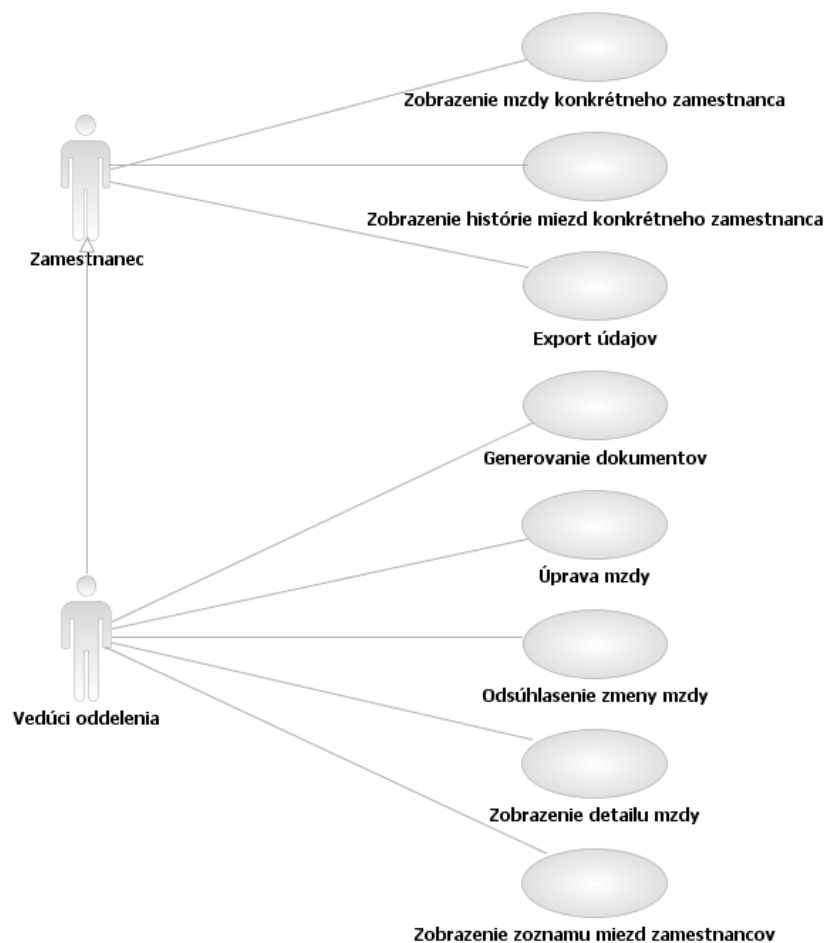 Zobrazenie mzdy konkrétneho zamestnanca
Zobrazenie histórie miezd konkrétneho zamestnanca
Zamestnanec
Export údajov
Generovanie dokumentov
Úprava mzdy
Odsúhlasenie zmeny mzdy
Vedúci oddelenia
Zobrazenie detailu mzdy
Zobrazenie zoznamu miezd zamestnancov